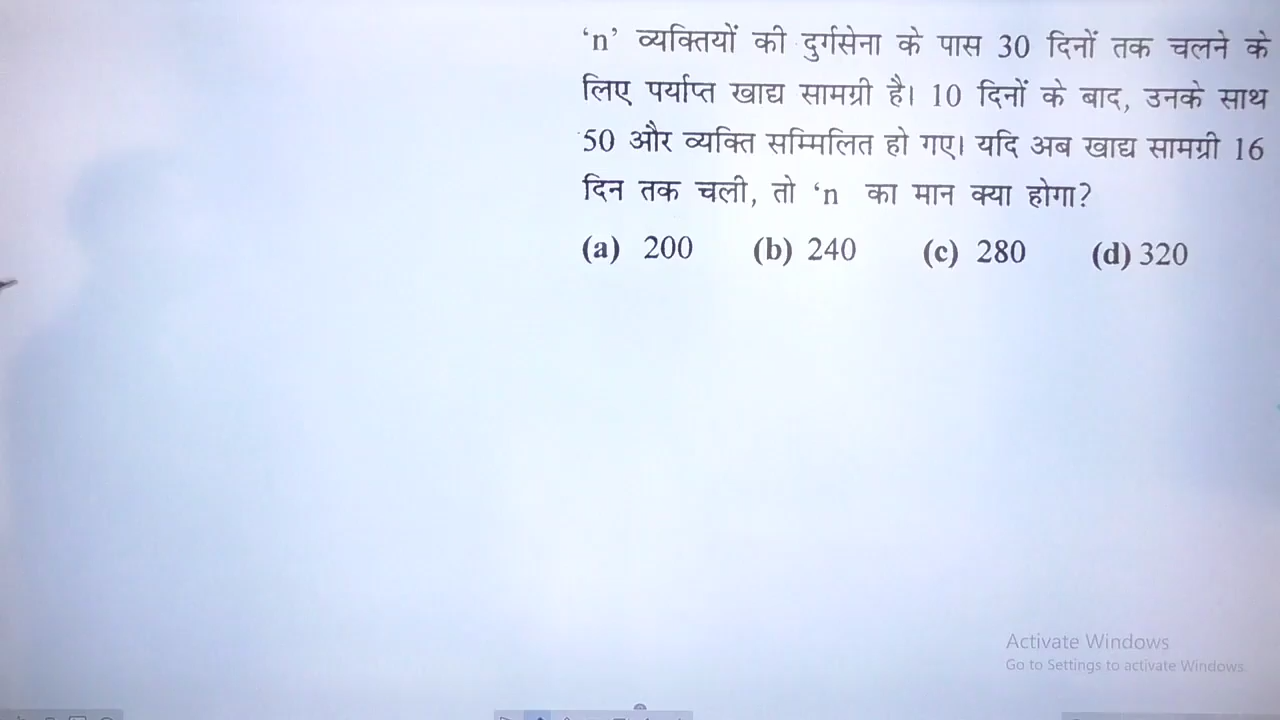 ‘n’ व्यक्तियों की दुर्गसेना के पास 30 दिनों तक चलने के
लिए पर्याप्त खाद्य सामग्री है। 10 दिनों के बाद, उनके साथ
50 और व्यक्ति सम्मिलित हो गए। यदि अब खाद्य सामग्री 16
दिन तक चली, तो ‘n का मान क्या होगा?
(a) 200 (b) 240 (c) 280 (d) 320
Activate Windows
Go to Settings to activate Windows.